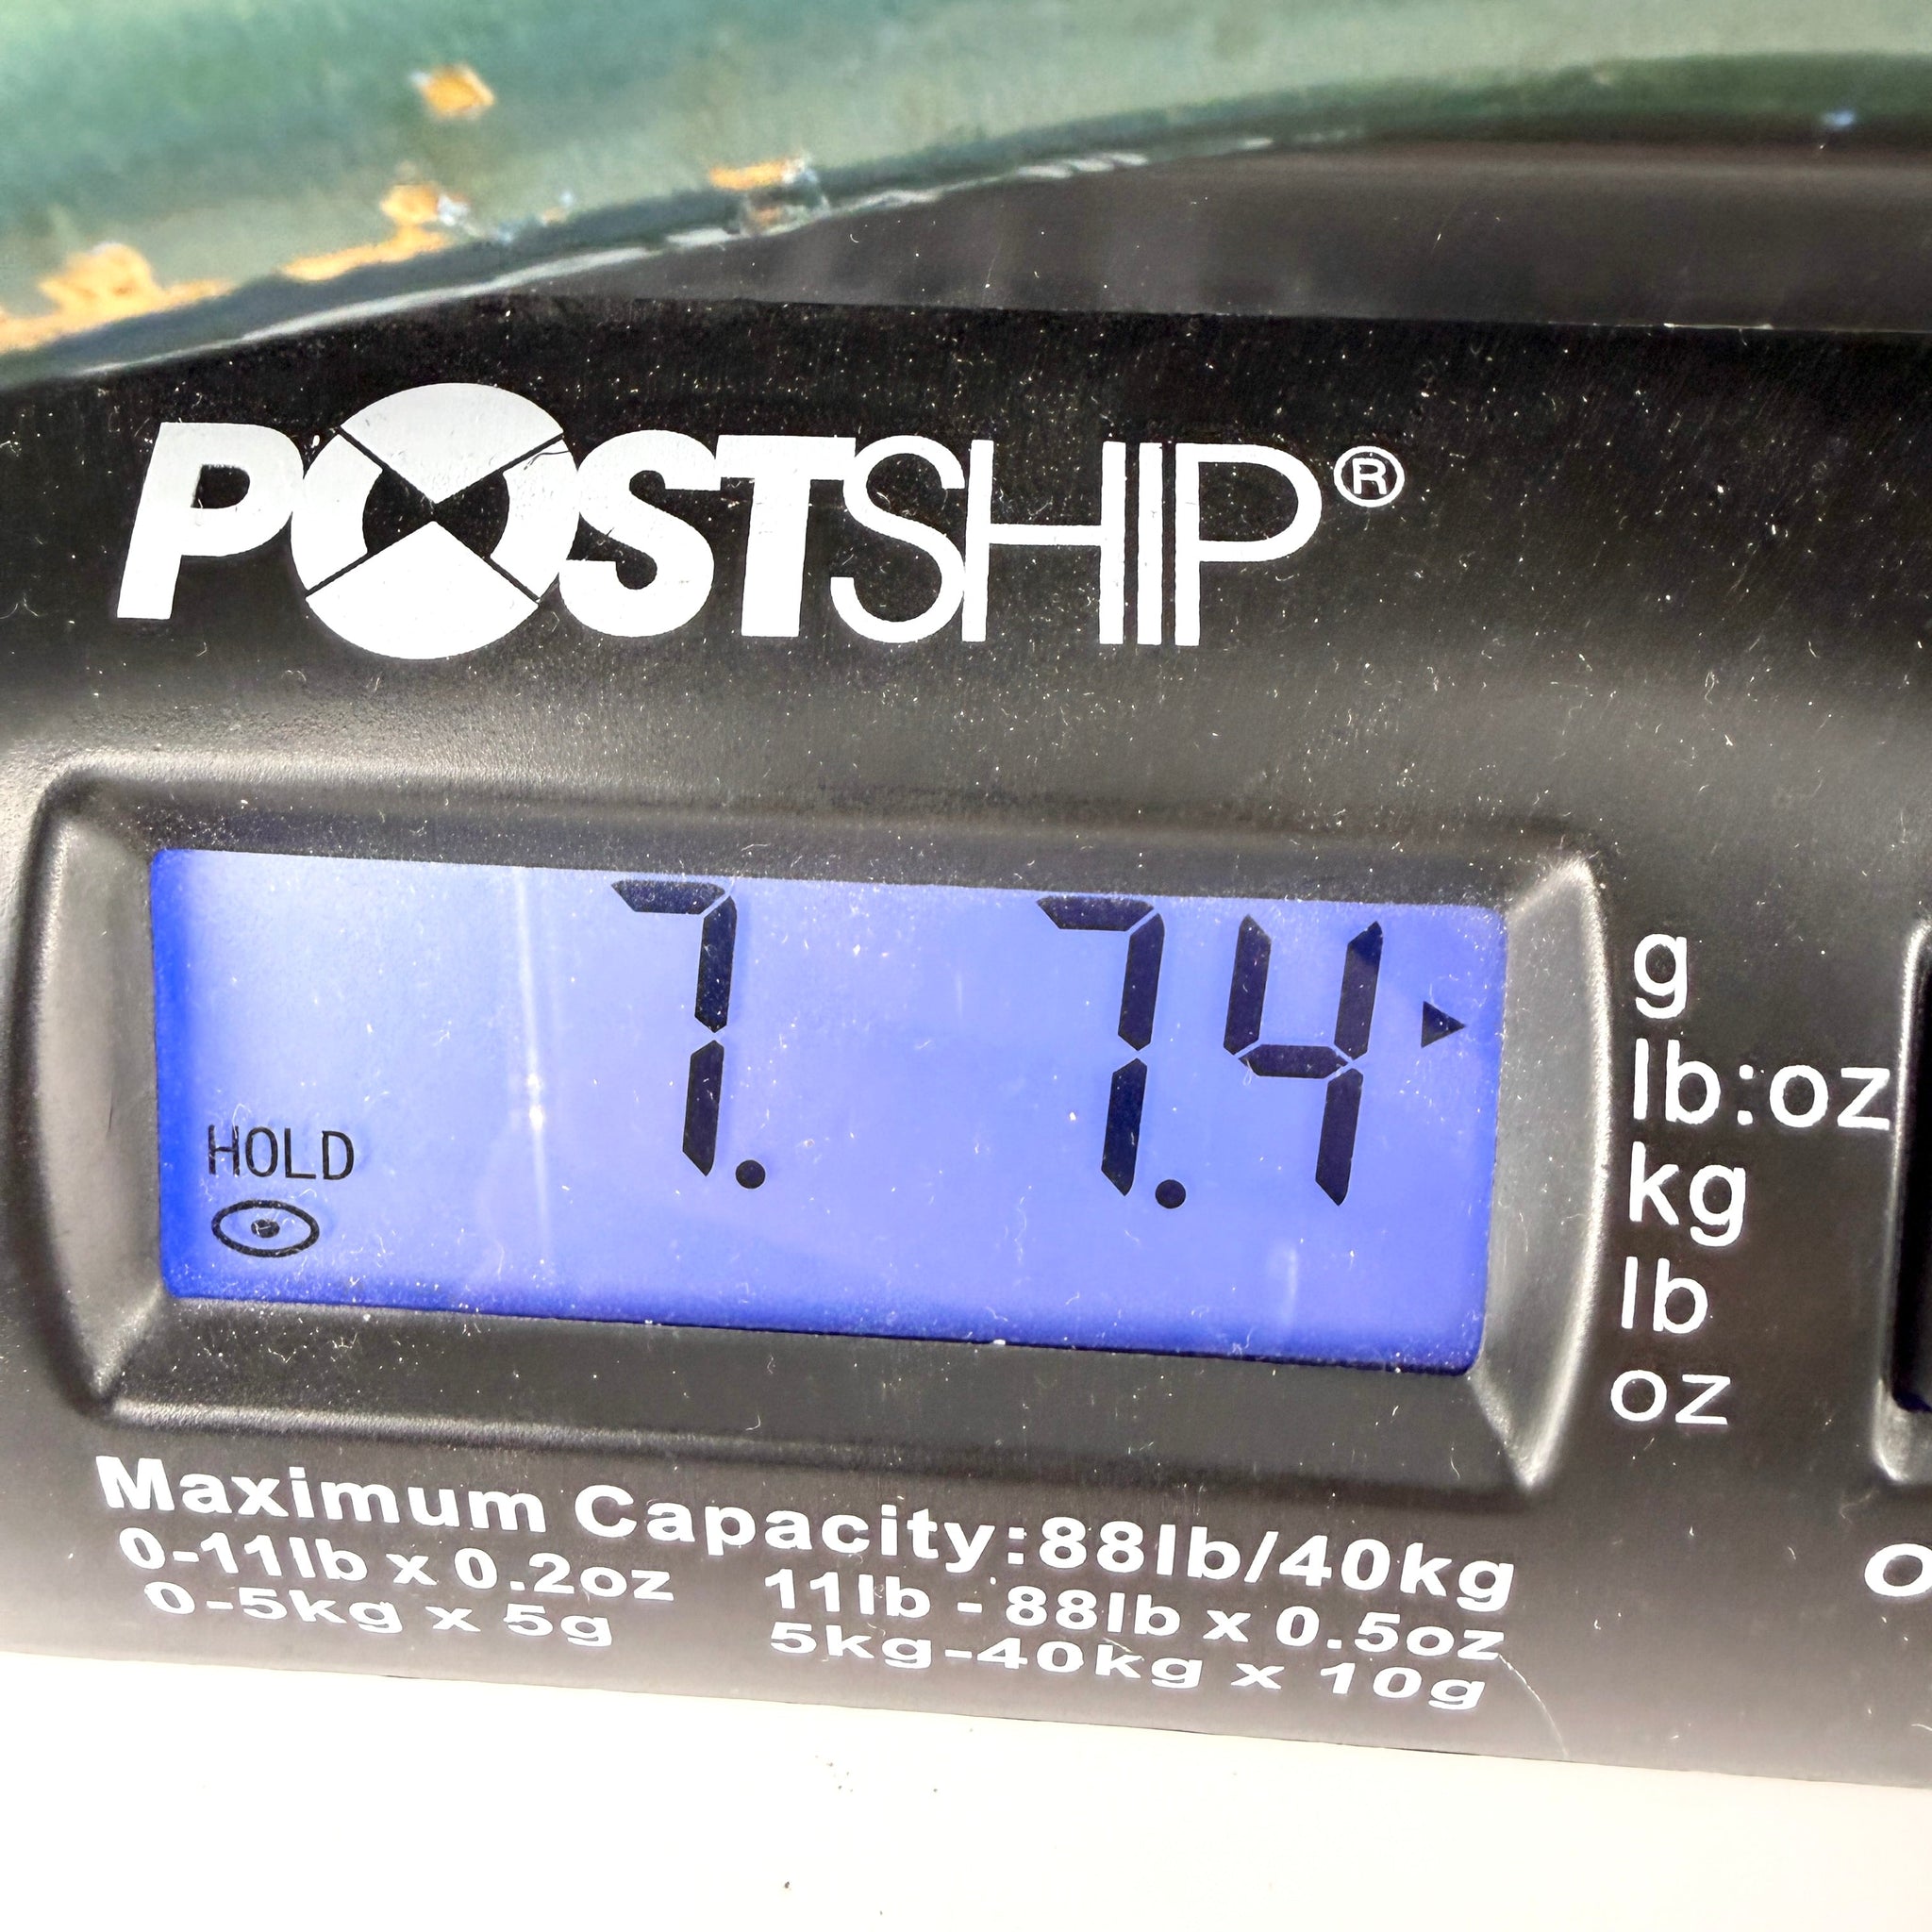 POSTSHIP®
7. 7.4
HOLD
g
lb:oz
kg
lb
oz
Maximum Capacity:88lb/40kg
0-11lb x 0.2oz 11lb - 88lb x 0.5oz
0-5kg x 5g 5kg-40kg x 10g